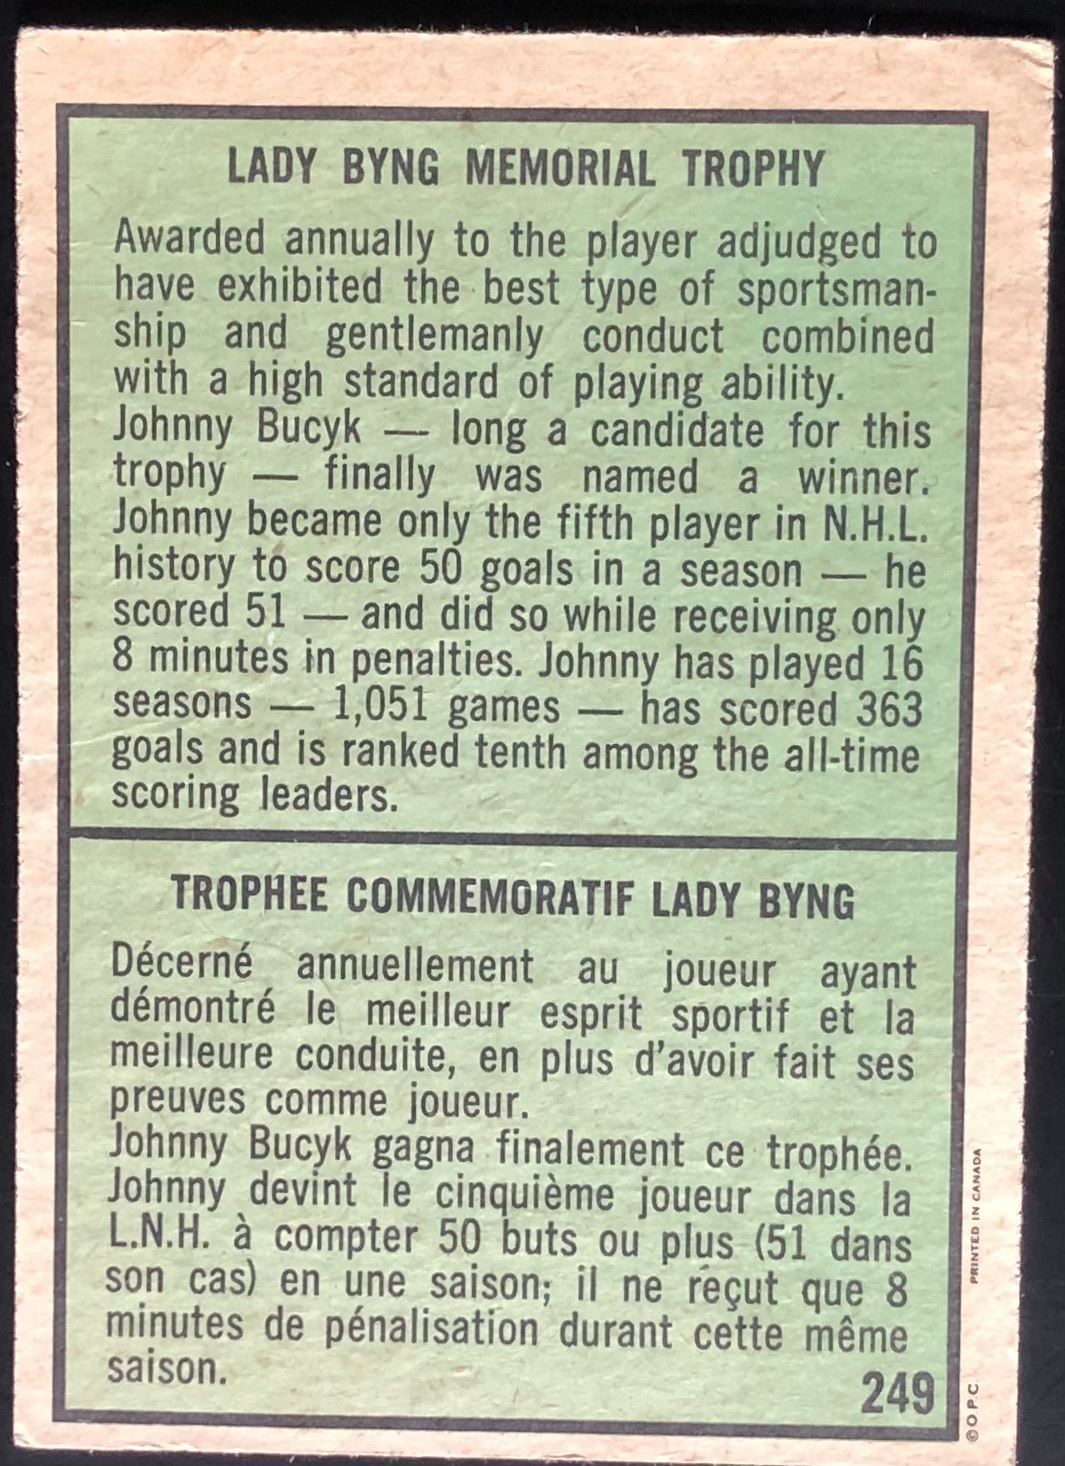 LADY BYNG MEMORIAL TROPHY
Awarded annually to the player adjudged to
have exhibited the best type of sportsman-
ship and gentlemanly conduct combined
with a high standard of playing ability.
Johnny Bucyk — long a candidate for this
trophy — finally was named a winner.
Johnny became only the fifth player in N.H.L.
history to score 50 goals in a season — he
scored 51 — and did so while receiving only
8 minutes in penalties. Johnny has played 16
seasons — 1,051 games — has scored 363
goals and is ranked tenth among the all-time
scoring leaders.
TROPHEE COMMEMORATIF LADY BYNG
Décerné annuellement au joueur ayant
démontré le meilleur esprit sportif et la
meilleure conduite, en plus d'avoir fait ses
preuves comme joueur.
Johnny Bucyk gagna finalement ce trophée.
Johnny devint le cinquième joueur dans la
L.N.H. à compter 50 buts ou plus (51 dans
son cas) en une saison; il ne reçut que 8
minutes de pénalisation durant cette même
saison.
249
©O.P.C.
PRINTED IN CANADA